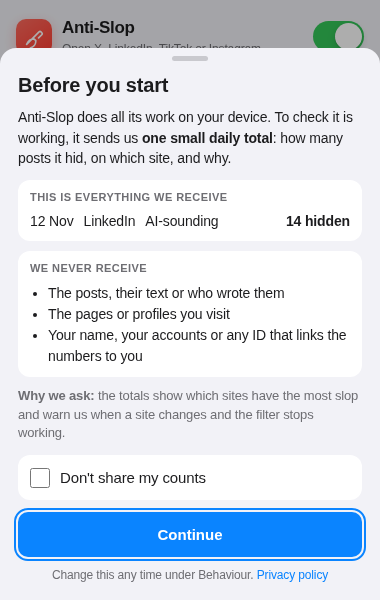 Anti-Slop
Open X, LinkedIn, TikTok or Instagram
Before you start
Anti-Slop does all its work on your device. To check it is
working, it sends us one small daily total: how many
posts it hid, on which site, and why.
THIS IS EVERYTHING WE RECEIVE
12 Nov LinkedIn AI-sounding 14 hidden
WE NEVER RECEIVE
• The posts, their text or who wrote them
• The pages or profiles you visit
• Your name, your accounts or any ID that links the
numbers to you
Why we ask: the totals show which sites have the most slop
and warn us when a site changes and the filter stops
working.
Don't share my counts
Continue
Change this any time under Behaviour. Privacy policy